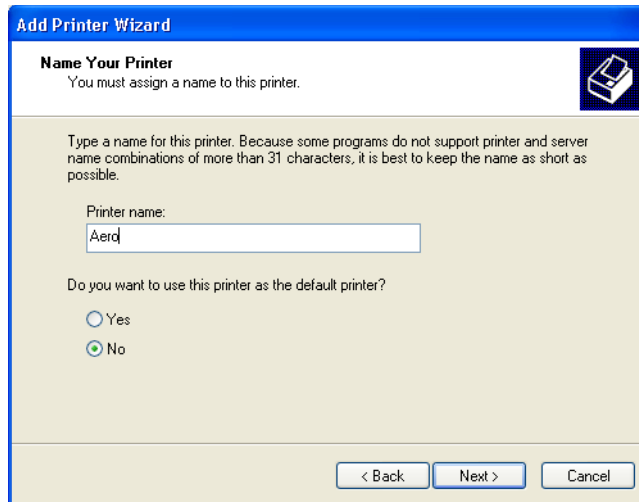 Add Printer Wizard
Name Your Printer
You must assign a name to this printer.
Type a name for this printer. Because some programs do not support printer and server
name combinations of more than 31 characters, it is best to keep the name as short as
possible.
Printer name:
Aero
Do you want to use this printer as the default printer?
Yes
No
< Back Next > Cancel